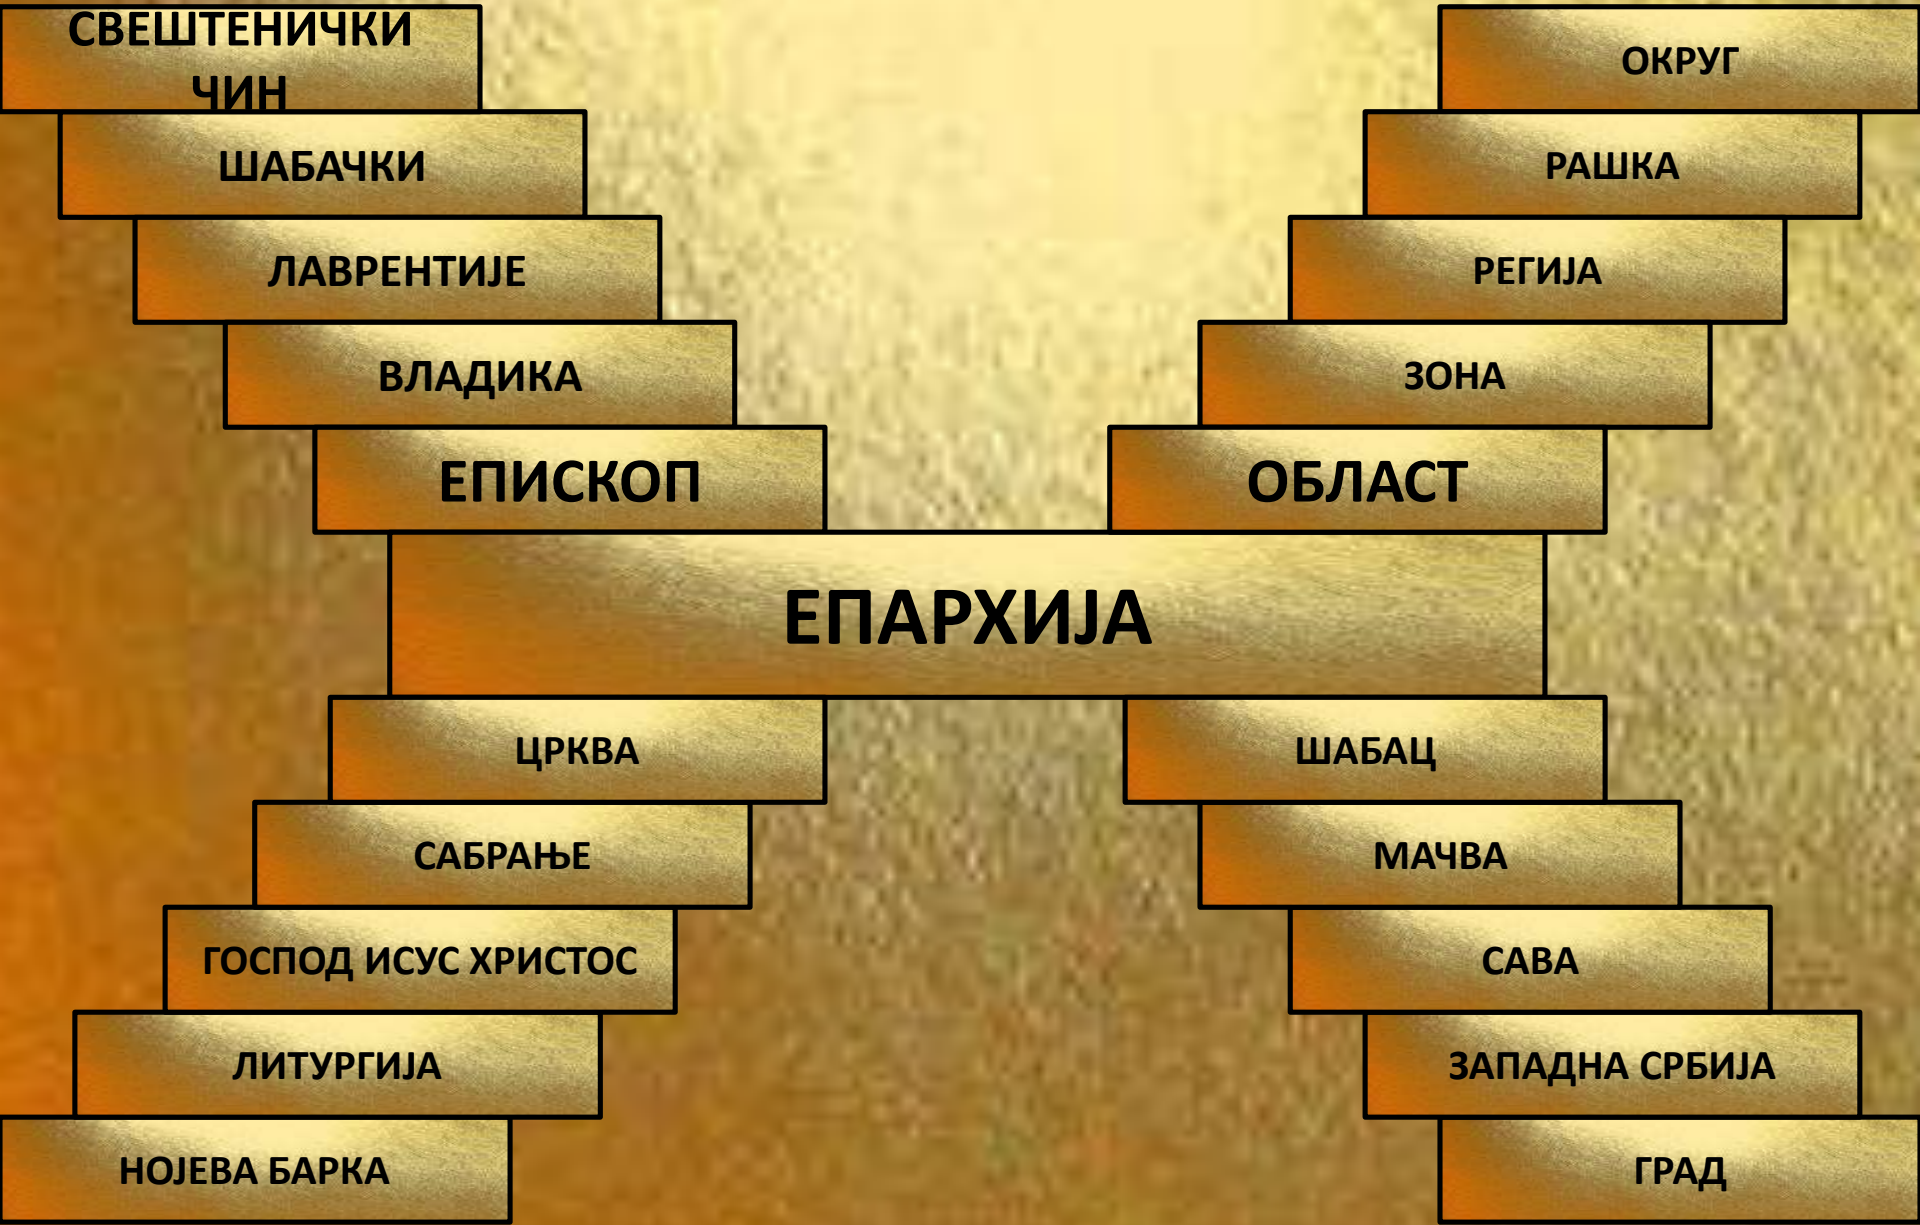 СВЕШТЕНИЧКИ
ЧИН
ШАБАЧКИ
ЛАВРЕНТИЈЕ
ВЛАДИКА
ЕПИСКОП
ОКРУГ
РАШКА
РЕГИЈА
ЗОНА
ОБЛАСТ
ЕПАРХИЈА
ЦРКВА
САБРАЊЕ
ГОСПОД ИСУС ХРИСТОС
ЛИТУРГИЈА
НОЈЕВА БАРКА
ШАБАЦ
МАЧВА
САВА
ЗАПАДНА СРБИЈА
ГРАД